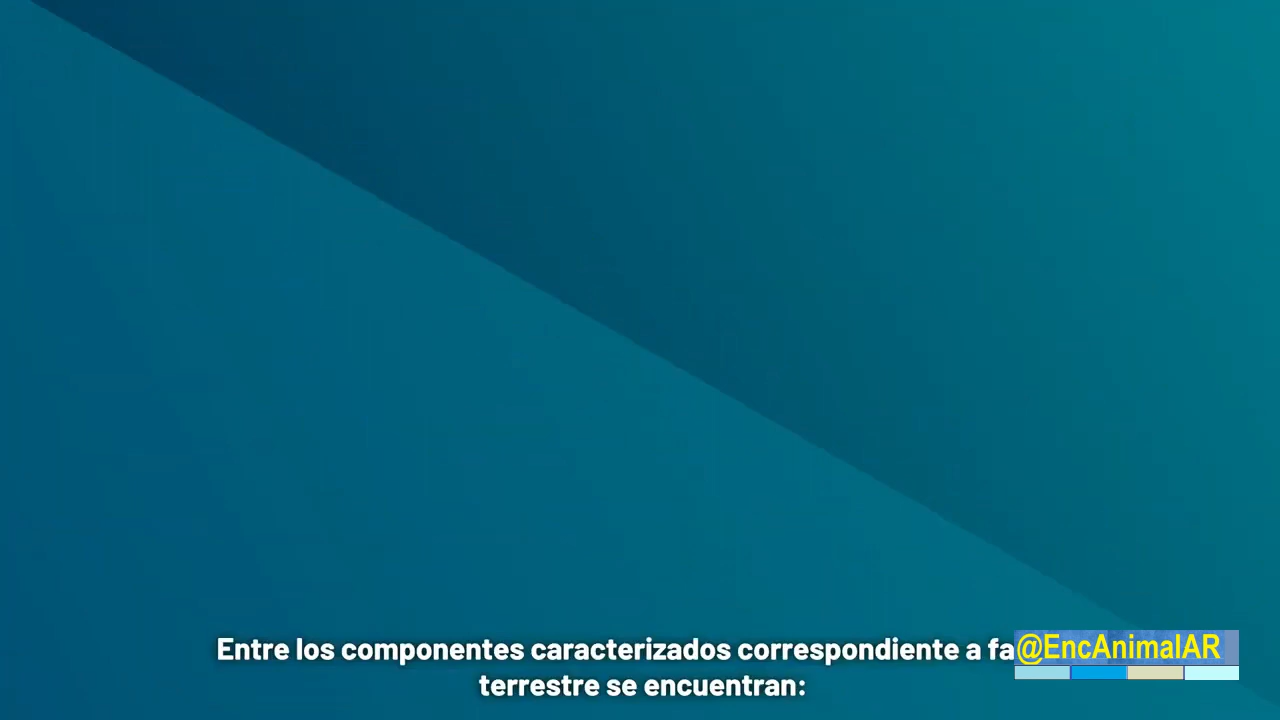 Entre los componentes caracterizados correspondiente a fa
@EncAnimalAR
terrestre se encuentran: